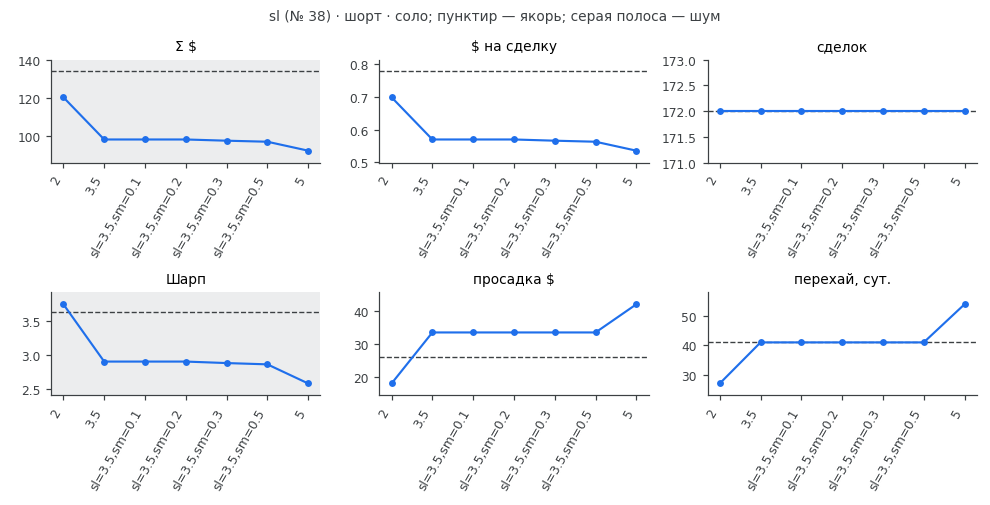 sl (№ 38) · шорт · соло; пунктир — якорь; серая полоса — шум
Σ $
140
120
100
2
3.5
sl=3.5,sm=0.1
sl=3.5,sm=0.2
sl=3.5,sm=0.3
sl=3.5,sm=0.5
5
$ на сделку
0.8
0.7
0.6
0.5
2
3.5
sl=3.5,sm=0.1
sl=3.5,sm=0.2
sl=3.5,sm=0.3
sl=3.5,sm=0.5
5
сделок
173.0
172.5
172.0
171.5
171.0
2
3.5
sl=3.5,sm=0.1
sl=3.5,sm=0.2
sl=3.5,sm=0.3
sl=3.5,sm=0.5
5
Шарп
3.5
3.0
2.5
2
3.5
sl=3.5,sm=0.1
sl=3.5,sm=0.2
sl=3.5,sm=0.3
sl=3.5,sm=0.5
5
просадка $
40
30
20
2
3.5
sl=3.5,sm=0.1
sl=3.5,sm=0.2
sl=3.5,sm=0.3
sl=3.5,sm=0.5
5
перехай, сут.
50
40
30
2
3.5
sl=3.5,sm=0.1
sl=3.5,sm=0.2
sl=3.5,sm=0.3
sl=3.5,sm=0.5
5